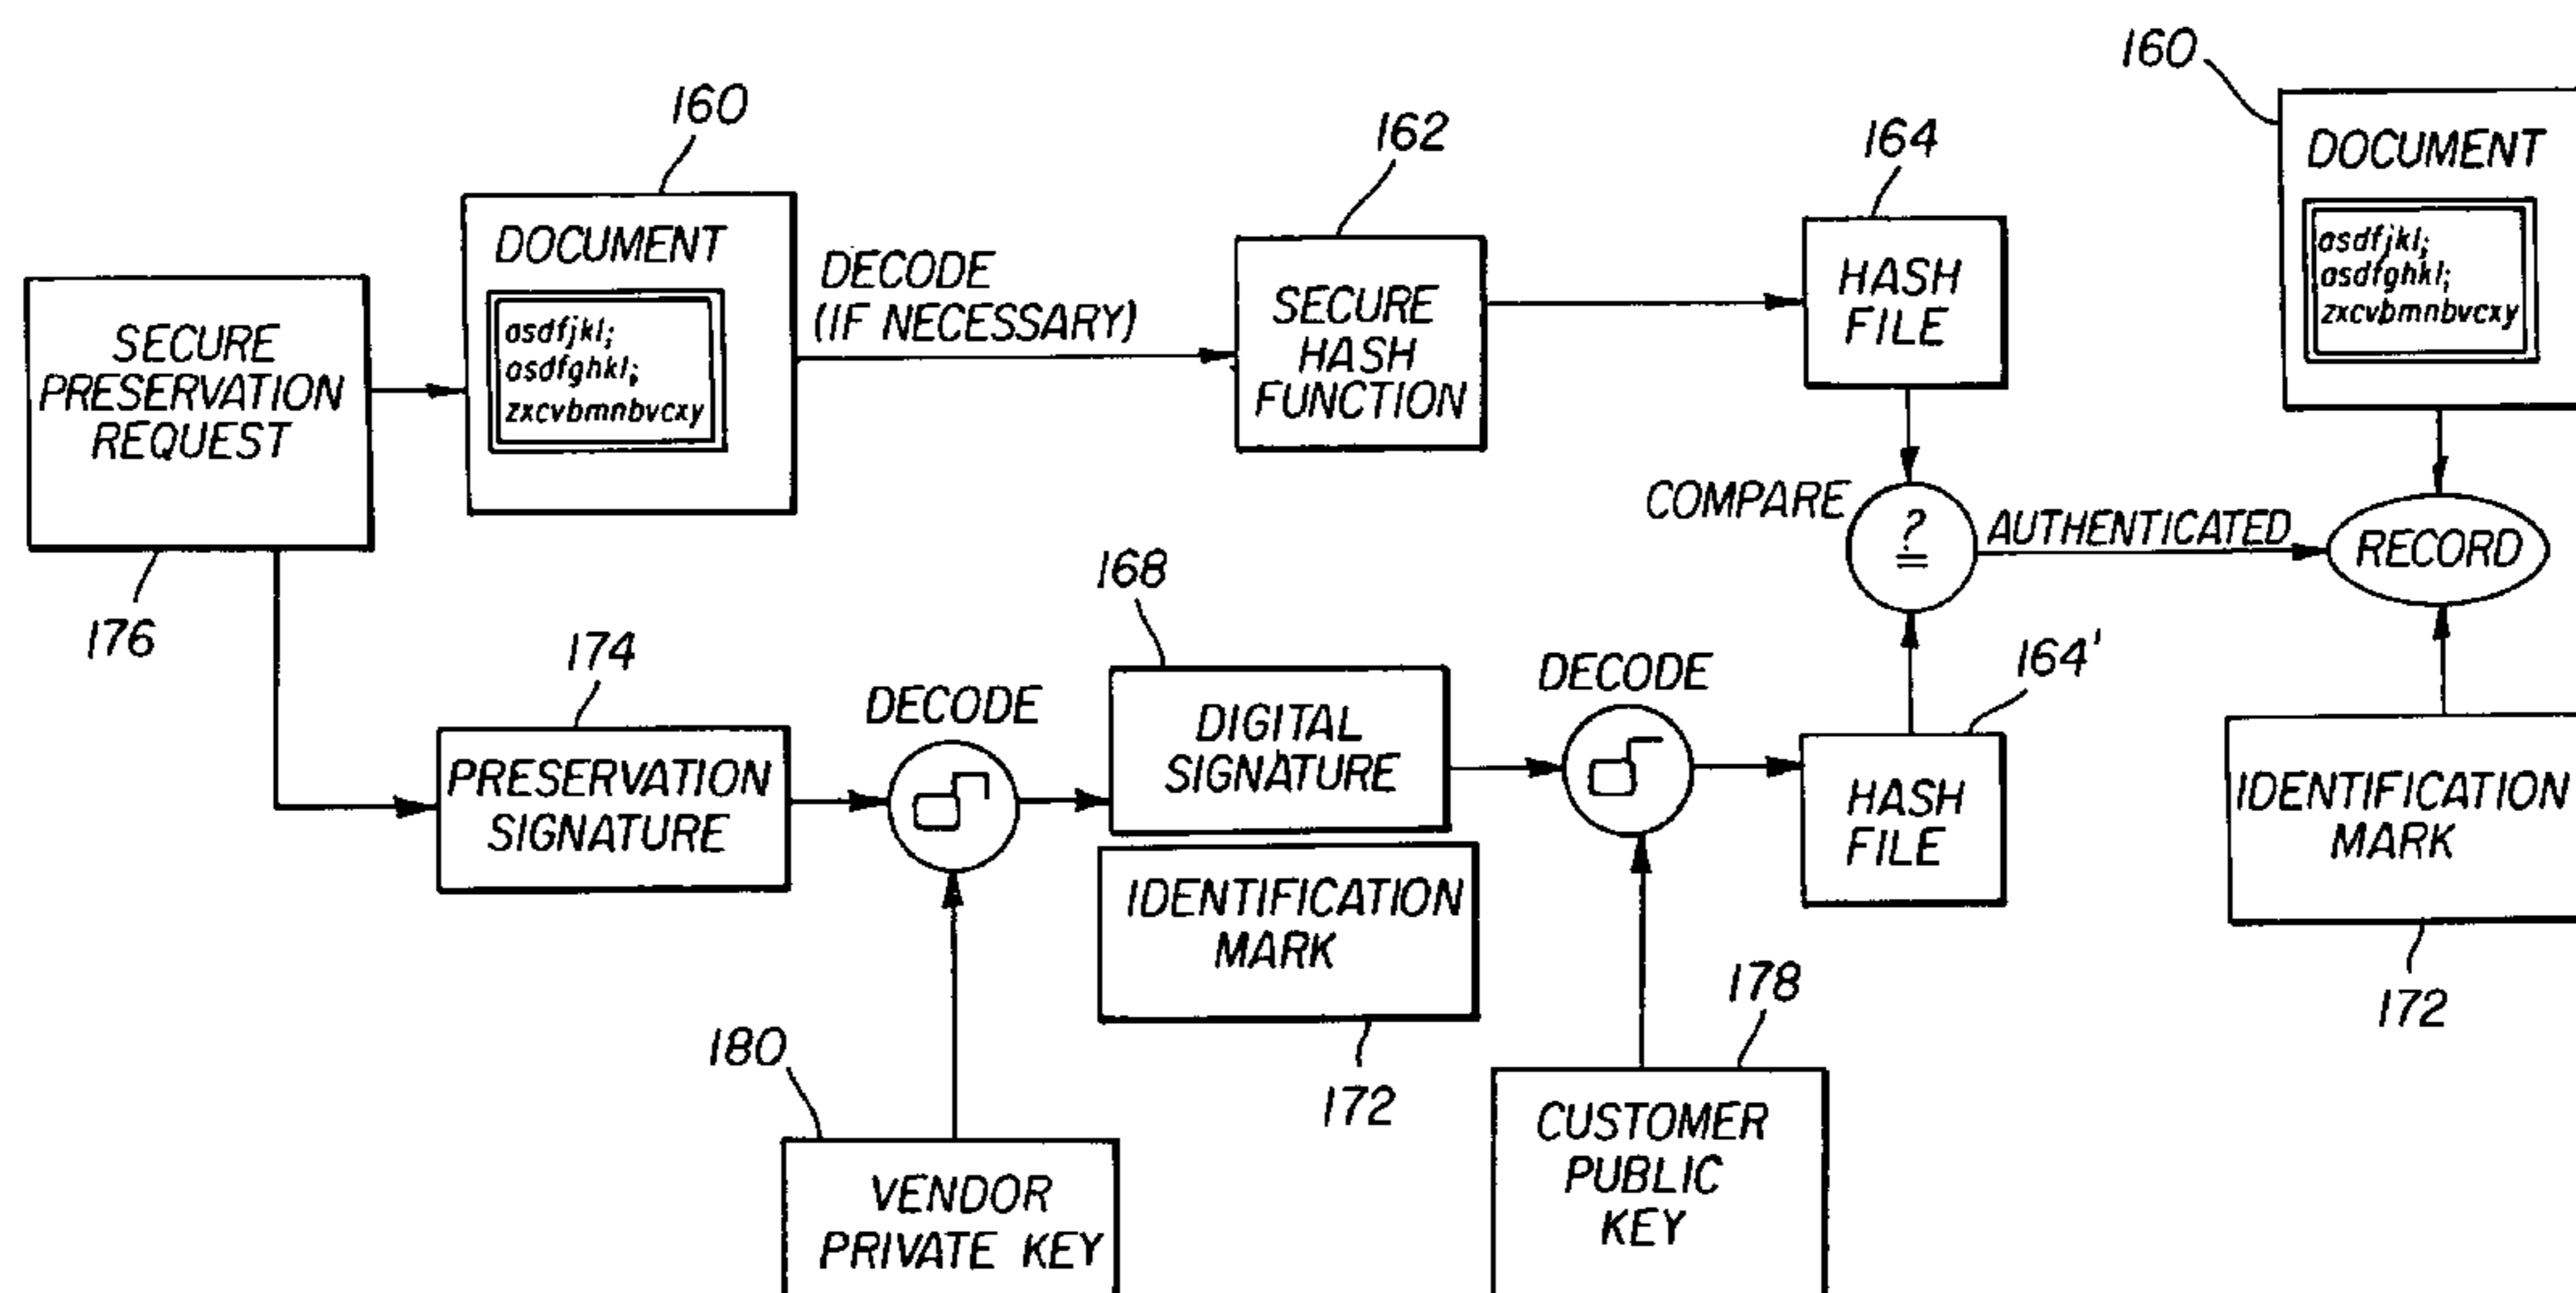 160
DOCUMENT
asdfjkl;
asdfghkl;
zxcvbmnbvcxy
SECURE
PRESERVATION
REQUEST
176
DECODE
(IF NECESSARY)
162
SECURE
HASH
FUNCTION
164
HASH
FILE
160
DOCUMENT
asdfjkl;
asdfghkl;
zxcvbmnbvcxy
COMPARE
?
=
AUTHENTICATED
RECORD
174
PRESERVATION
SIGNATURE
DECODE
168
DIGITAL
SIGNATURE
IDENTIFICATION
MARK
172
DECODE
164'
HASH
FILE
IDENTIFICATION
MARK
172
180
VENDOR
PRIVATE KEY
178
CUSTOMER
PUBLIC
KEY